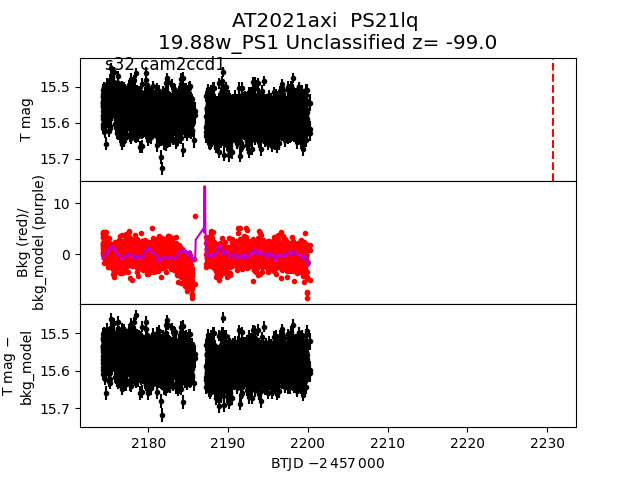 AT2021axi PS21lq
19.88w_PS1 Unclassified z= -99.0
s32 cam2ccd1
15.5
15.6
15.7
T mag
10
0
Bkg (red)/
bkg_model (purple)
15.5
15.6
15.7
T mag −
bkg_model
2180 2190 2200 2210 2220 2230
BTJD −2 457 000